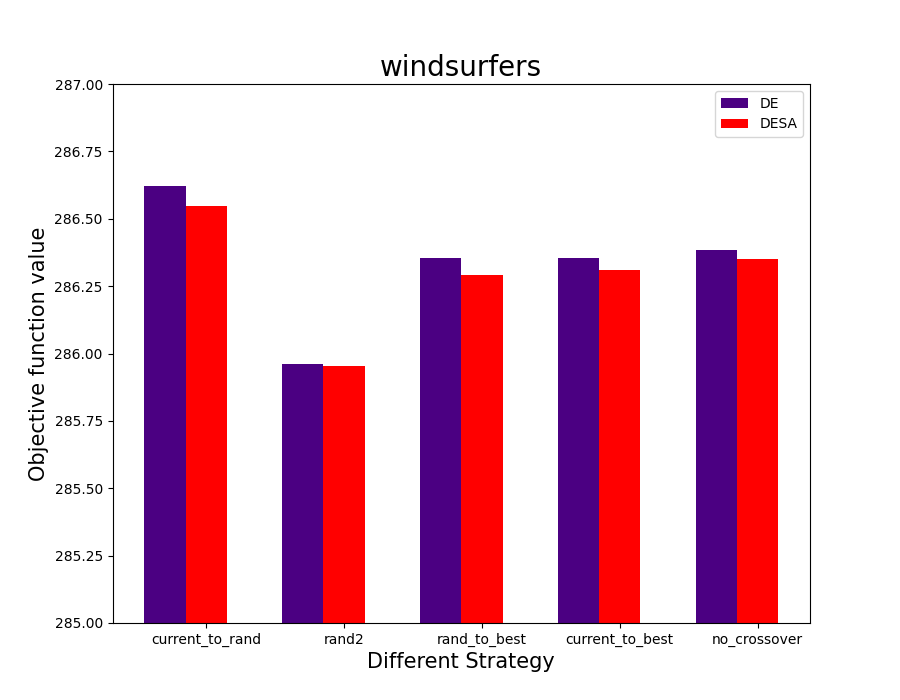 windsurfers
287.00
286.75
286.50
286.25
286.00
285.75
285.50
285.25
285.00
Objective function value
DE
DESA
current_to_rand
rand2
rand_to_best
current_to_best
no_crossover
Different Strategy